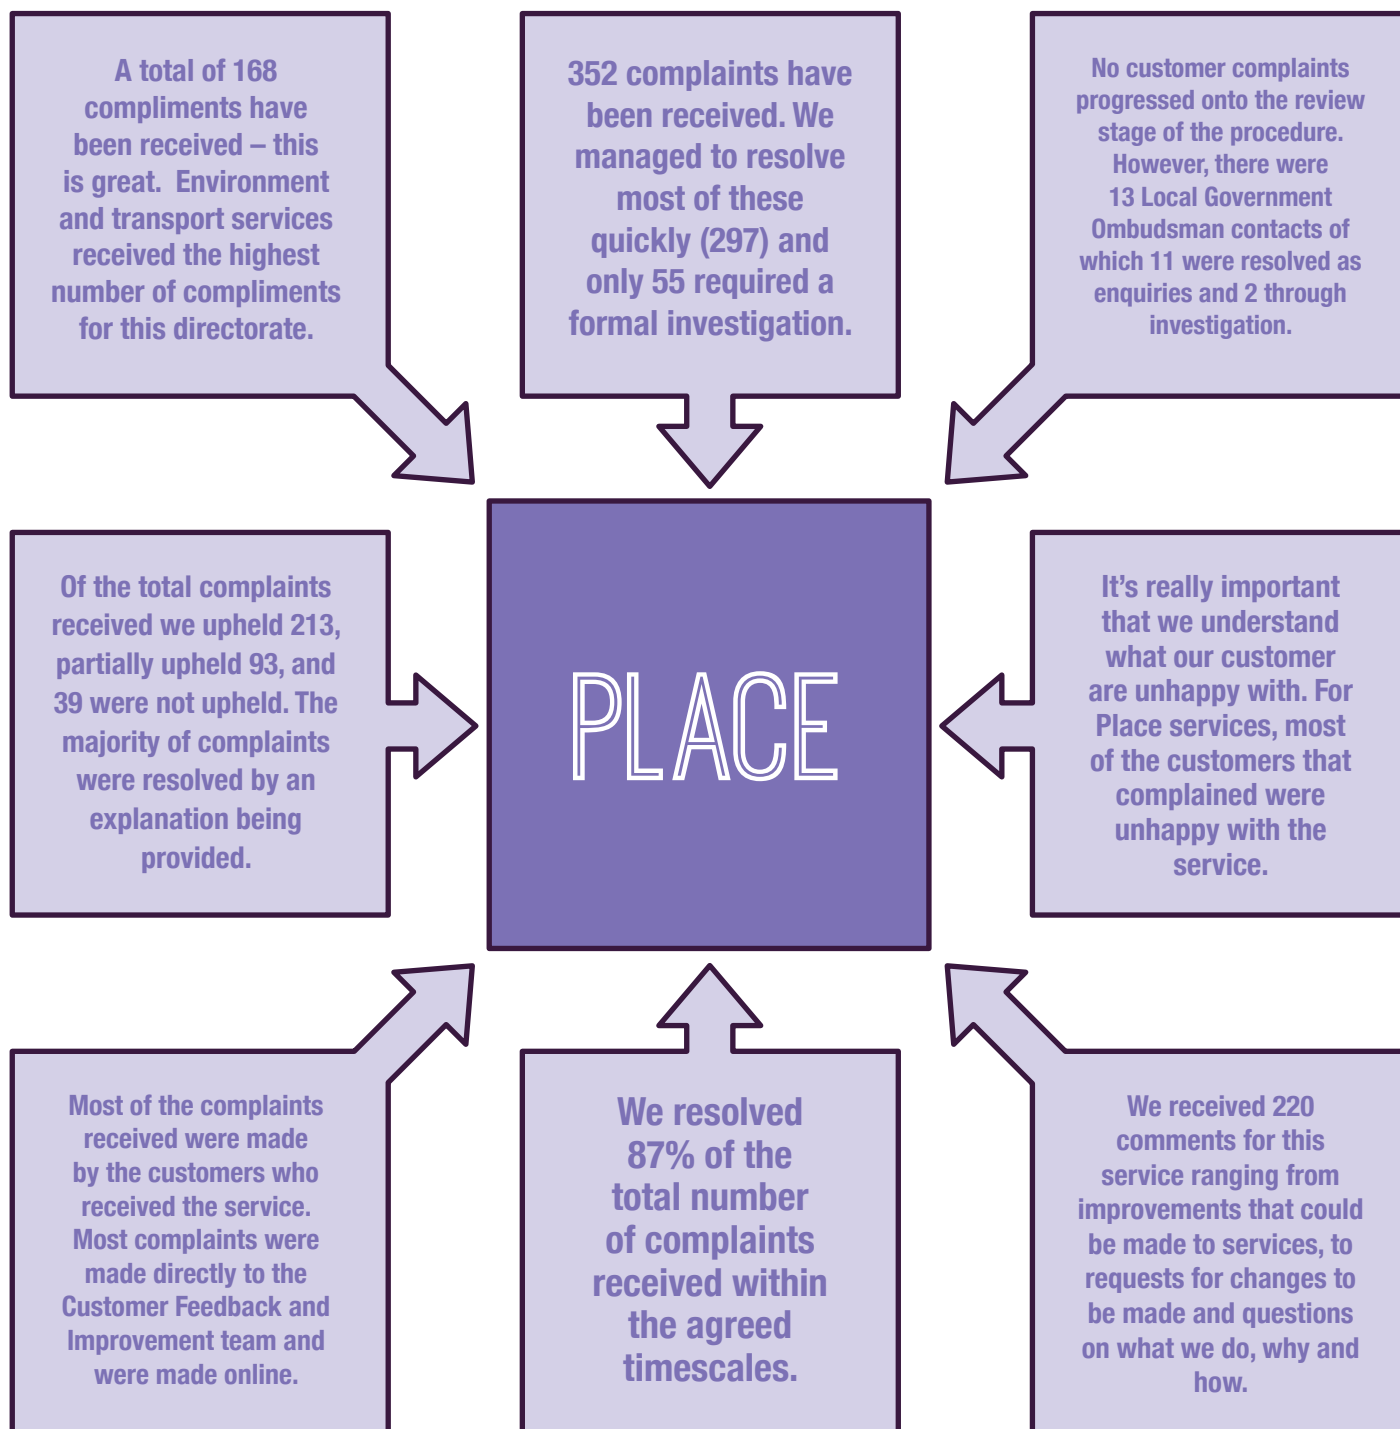 A total of 168
compliments have
been received – this
is great.  Environment
and transport services
received the highest
number of compliments
for this directorate.
352 complaints have
been received. We
managed to resolve
most of these
quickly (297) and
only 55 required a
formal investigation.
No customer complaints
progressed onto the review
stage of the procedure.
However, there were
13 Local Government
Ombudsman contacts of
which 11 were resolved as
enquiries and 2 through
investigation.
Of the total complaints
received we upheld 213,
partially upheld 93, and
39 were not upheld. The
majority of complaints
were resolved by an
explanation being
provided.
PLACE
It’s really important
that we understand
what our customer
are unhappy with. For
Place services, most
of the customers that
complained were
unhappy with the
service.
Most of the complaints
received were made
by the customers who
received the service.
Most complaints were
made directly to the
Customer Feedback and
Improvement team and
were made online.
We resolved
87% of the
total number
of complaints
received within
the agreed
timescales.
We received 220
comments for this
service ranging from
improvements that could
be made to services, to
requests for changes to
be made and questions
on what we do, why and
how.